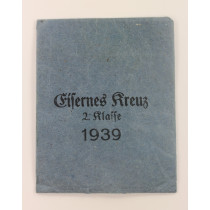 Eisernes Kreuz
2. Klasse
1939